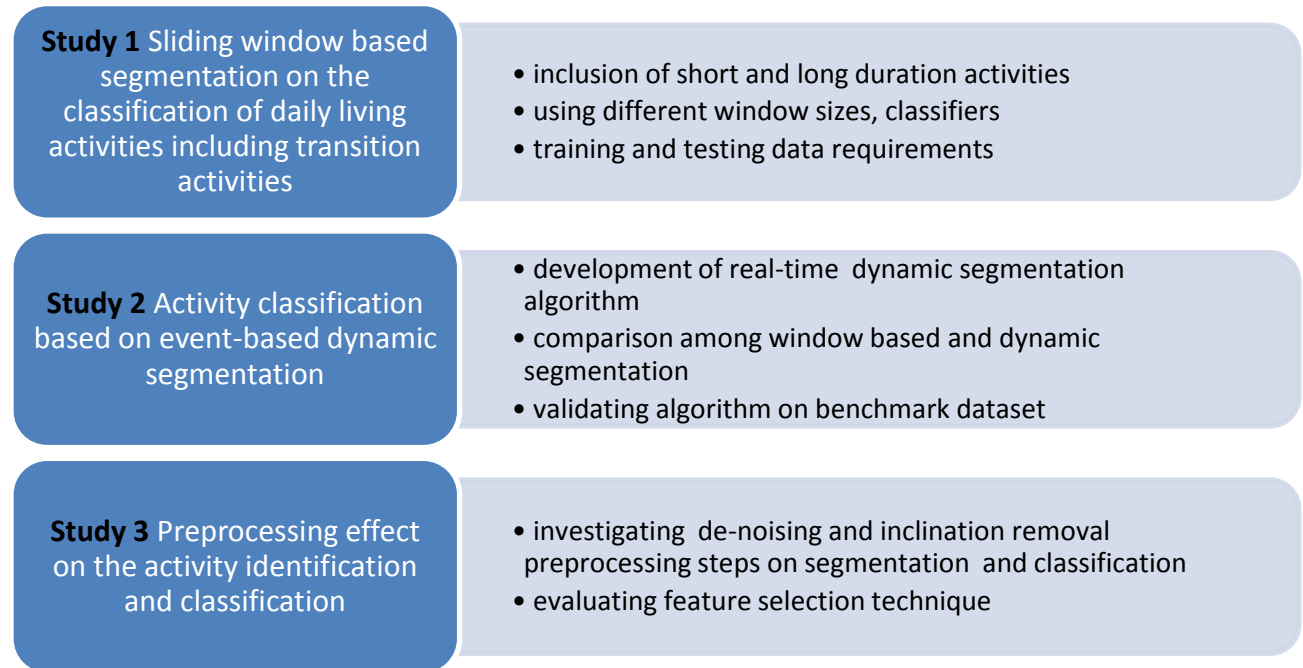 Study 1 Sliding window based
segmentation on the
classification of daily living
activities including transition
activities
• inclusion of short and long duration activities
• using different window sizes, classifiers
• training and testing data requirements
Study 2 Activity classification
based on event-based dynamic
segmentation
• development of real-time dynamic segmentation
algorithm
• comparison among window based and dynamic
segmentation
• validating algorithm on benchmark dataset
Study 3 Preprocessing effect
on the activity identification
and classification
• investigating de-noising and inclination removal
preprocessing steps on segmentation and classification
• evaluating feature selection technique